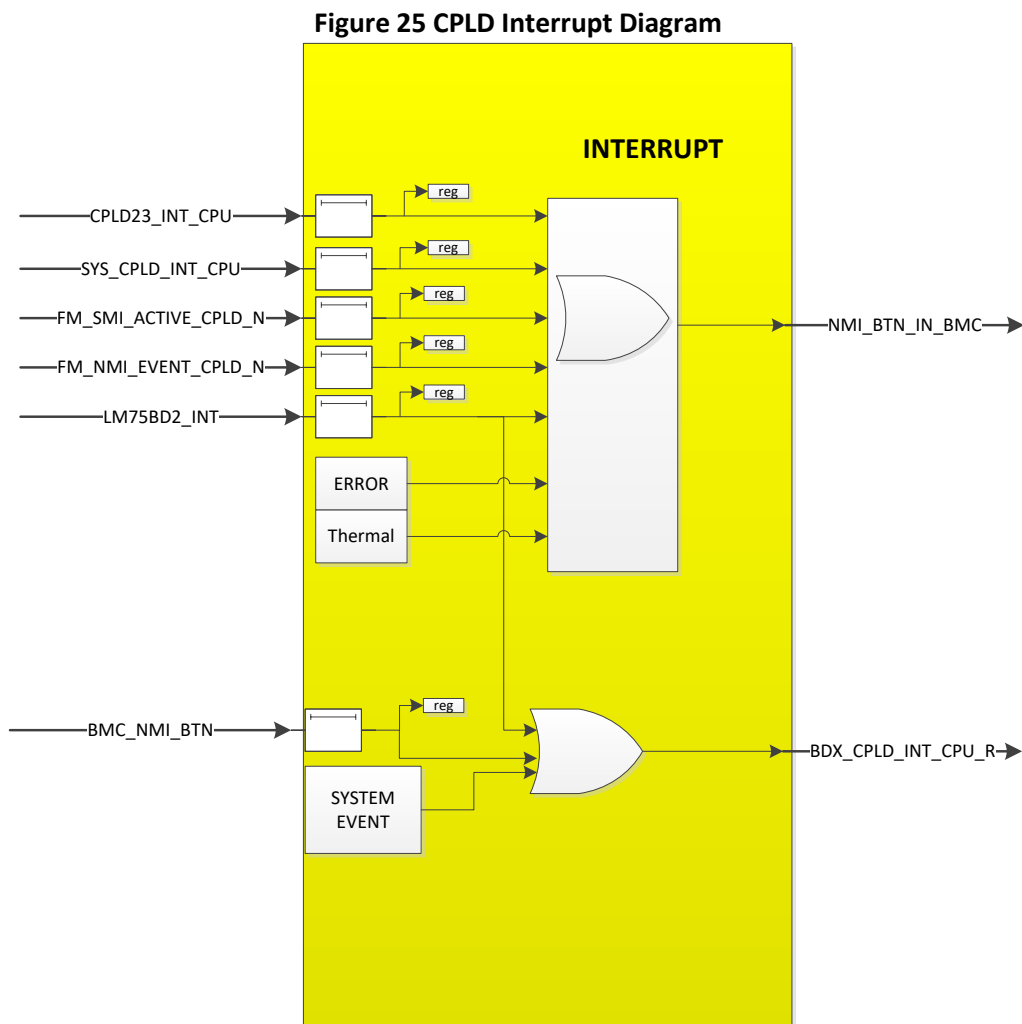 Figure 25 CPLD Interrupt Diagram
INTERRUPT
reg
CPLD23_INT_CPU
reg
SYS_CPLD_INT_CPU
reg
FM_SMI_ACTIVE_CPLD_N
NMI_BTN_IN_BMC
reg
FM_NMI_EVENT_CPLD_N
reg
LM75BD2_INT
ERROR
Thermal
reg
BMC_NMI_BTN
BDX_CPLD_INT_CPU_R
SYSTEM
EVENT